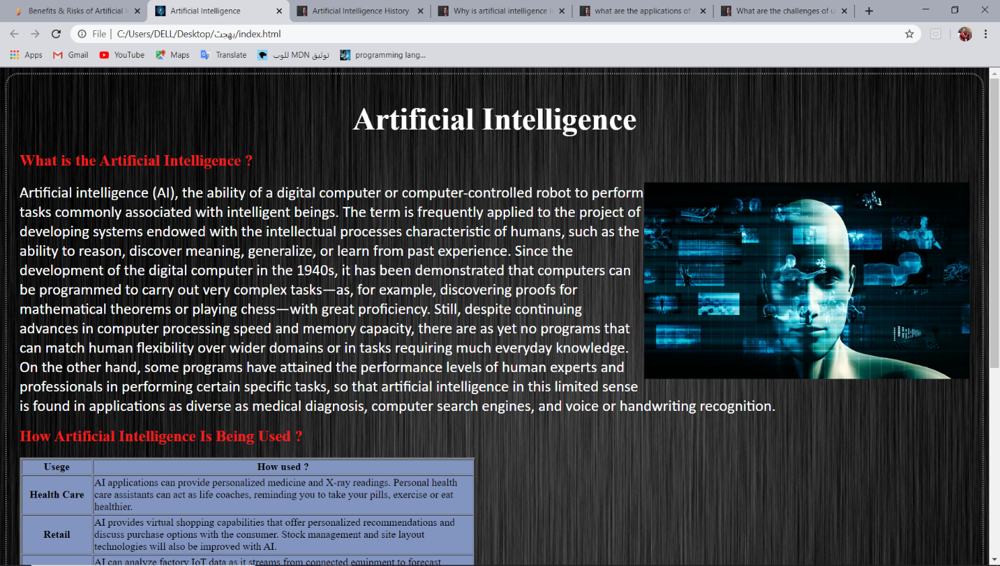 Benefits & Risks of Artificial I
Artificial Intelligence
Artificial Intelligence History
Why is artificial intelligence i
what are the applications of
What are the challenges of u
File | C:/Users/DELL/Desktop/بهجت/index.html
Apps Gmail YouTube Maps Translate توثيق MDN للوب programming lang...
Artificial Intelligence
What is the Artificial Intelligence ?
Artificial intelligence (AI), the ability of a digital computer or computer-controlled robot to perform
tasks commonly associated with intelligent beings. The term is frequently applied to the project of
developing systems endowed with the intellectual processes characteristic of humans, such as the
ability to reason, discover meaning, generalize, or learn from past experience. Since the
development of the digital computer in the 1940s, it has been demonstrated that computers can
be programmed to carry out very complex tasks—as, for example, discovering proofs for
mathematical theorems or playing chess—with great proficiency. Still, despite continuing
advances in computer processing speed and memory capacity, there are as yet no programs that
can match human flexibility over wider domains or in tasks requiring much everyday knowledge.
On the other hand, some programs have attained the performance levels of human experts and
professionals in performing certain specific tasks, so that artificial intelligence in this limited sense
is found in applications as diverse as medical diagnosis, computer search engines, and voice or handwriting recognition.
How Artificial Intelligence Is Being Used ?
Usege How used ?
Health Care
AI applications can provide personalized medicine and X-ray readings. Personal health
care assistants can act as life coaches, reminding you to take your pills, exercise or eat
healthier.
Retail
AI provides virtual shopping capabilities that offer personalized recommendations and
discuss purchase options with the consumer. Stock management and site layout
technologies will also be improved with AI.
AI can analyze factory IoT data as it streams from connected equipment to forecast